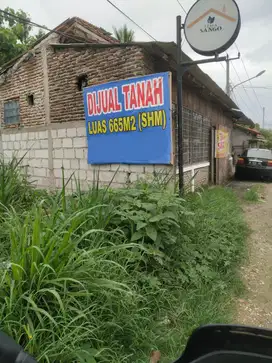 SANGO
DIJUAL TANAH
LUAS 665M2 (SHM)